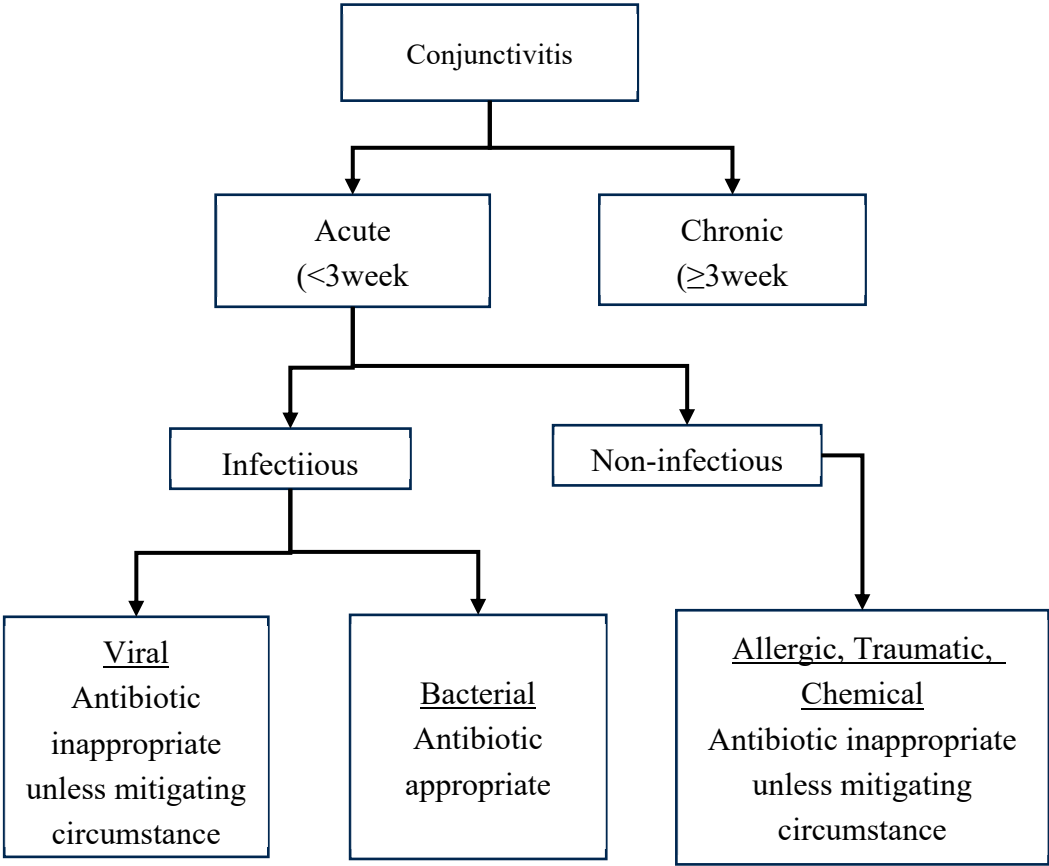 Conjunctivitis
Acute
(<3week
Chronic
(≥3week
Infectiious
Non-infectious
Viral
Antibiotic
inappropriate
unless mitigating
circumstance
Bacterial
Antibiotic
appropriate
Allergic, Traumatic,
Chemical
Antibiotic inappropriate
unless mitigating
circumstance